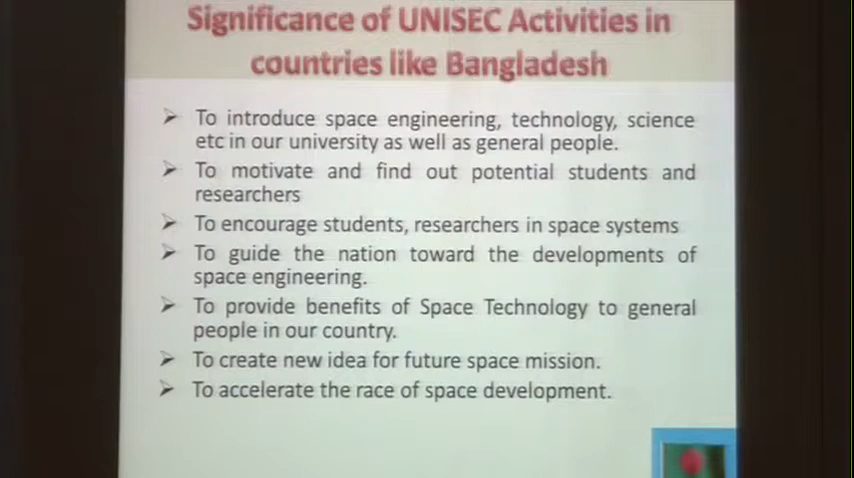 Significance of UNISEC Activities in
countries like Bangladesh
➤ To introduce space engineering, technology, science
etc in our university as well as general people.
➤ To motivate and find out potential students and
researchers
➤ To encourage students, researchers in space systems
➤ To guide the nation toward the developments of
space engineering.
➤ To provide benefits of Space Technology to general
people in our country.
➤ To create new idea for future space mission.
➤ To accelerate the race of space development.